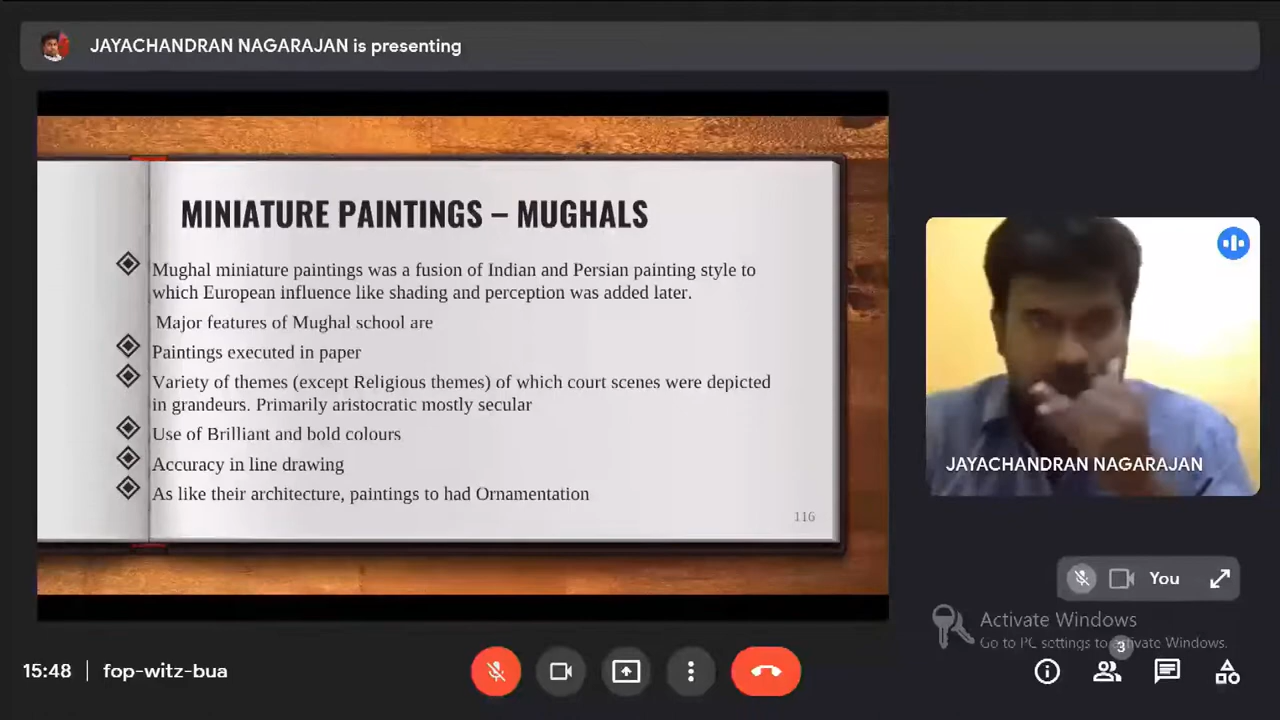 JAYACHANDRAN NAGARAJAN is presenting
MINIATURE PAINTINGS – MUGHALS
Mughal miniature paintings was a fusion of Indian and Persian painting style to
which European influence like shading and perception was added later.
Major features of Mughal school are
Paintings executed in paper
Variety of themes (except Religious themes) of which court scenes were depicted
in grandeurs. Primarily aristocratic mostly secular
Use of Brilliant and bold colours
Accuracy in line drawing
As like their architecture, paintings to had Ornamentation
116
JAYACHANDRAN NAGARAJAN
You
Activate Windows
Go to PC settings to activate Windows.
3
15:48 | fop-witz-bua